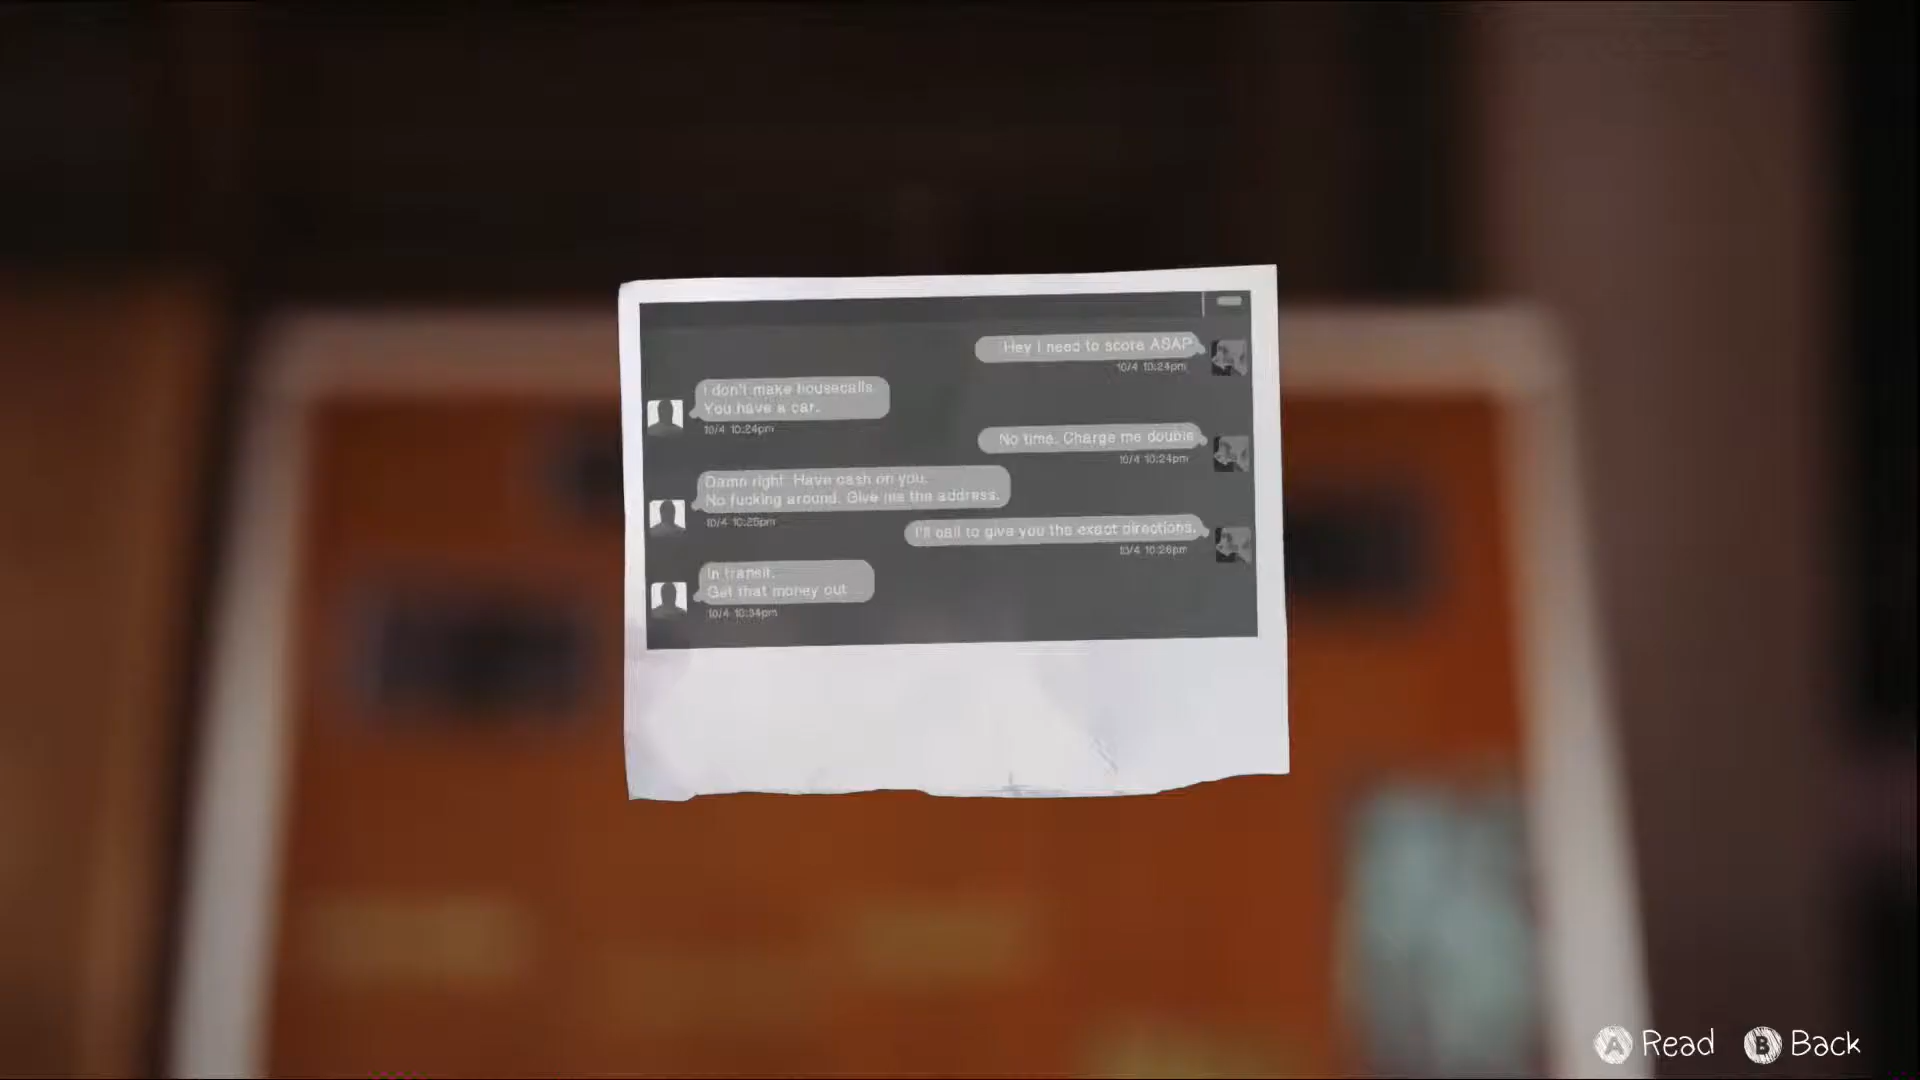 Hey I need to score ASAP
10/4 10:24pm
I don't make housecalls.
You have a car.
10/4 10:24pm
No time. Charge me double
10/4 10:24pm
Damn right. Have cash on you.
No fucking around. Give me the address.
10/4 10:26pm
I'll call to give you the exact directions.
10/4 10:26pm
In transit.
Get that money out
10/4 10:34pm
A Read B Back